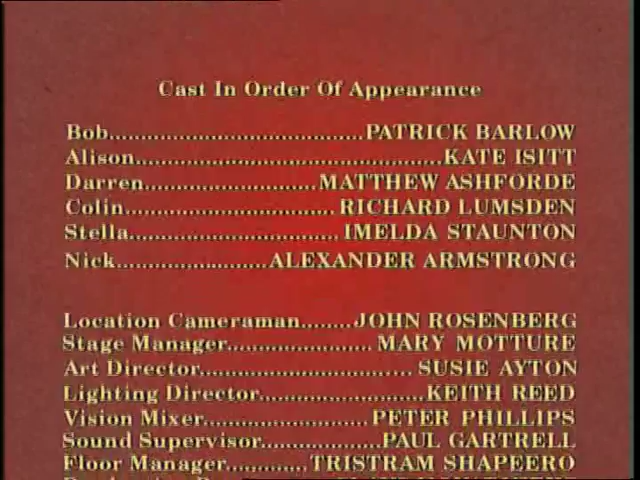 Cast In Order Of Appearance
Bob........................................PATRICK BARLOW
Alison................................................KATE ISITT
Darren...........................MATTHEW ASHFORDE
Colin.................................RICHARD LUMSDEN
Stella.................................IMELDA STAUNTON
Nick........................ALEXANDER ARMSTRONG
Location Cameraman........JOHN ROSENBERG
Stage Manager.......................MARY MOTTURE
Art Director..................................SUSIE AYTON
Lighting Director..........................KEITH REED
Vision Mixer..........................PETER PHILLIPS
Sound Supervisor...................PAUL GARTRELL
Floor Manager............TRISTRAM SHAPEERO